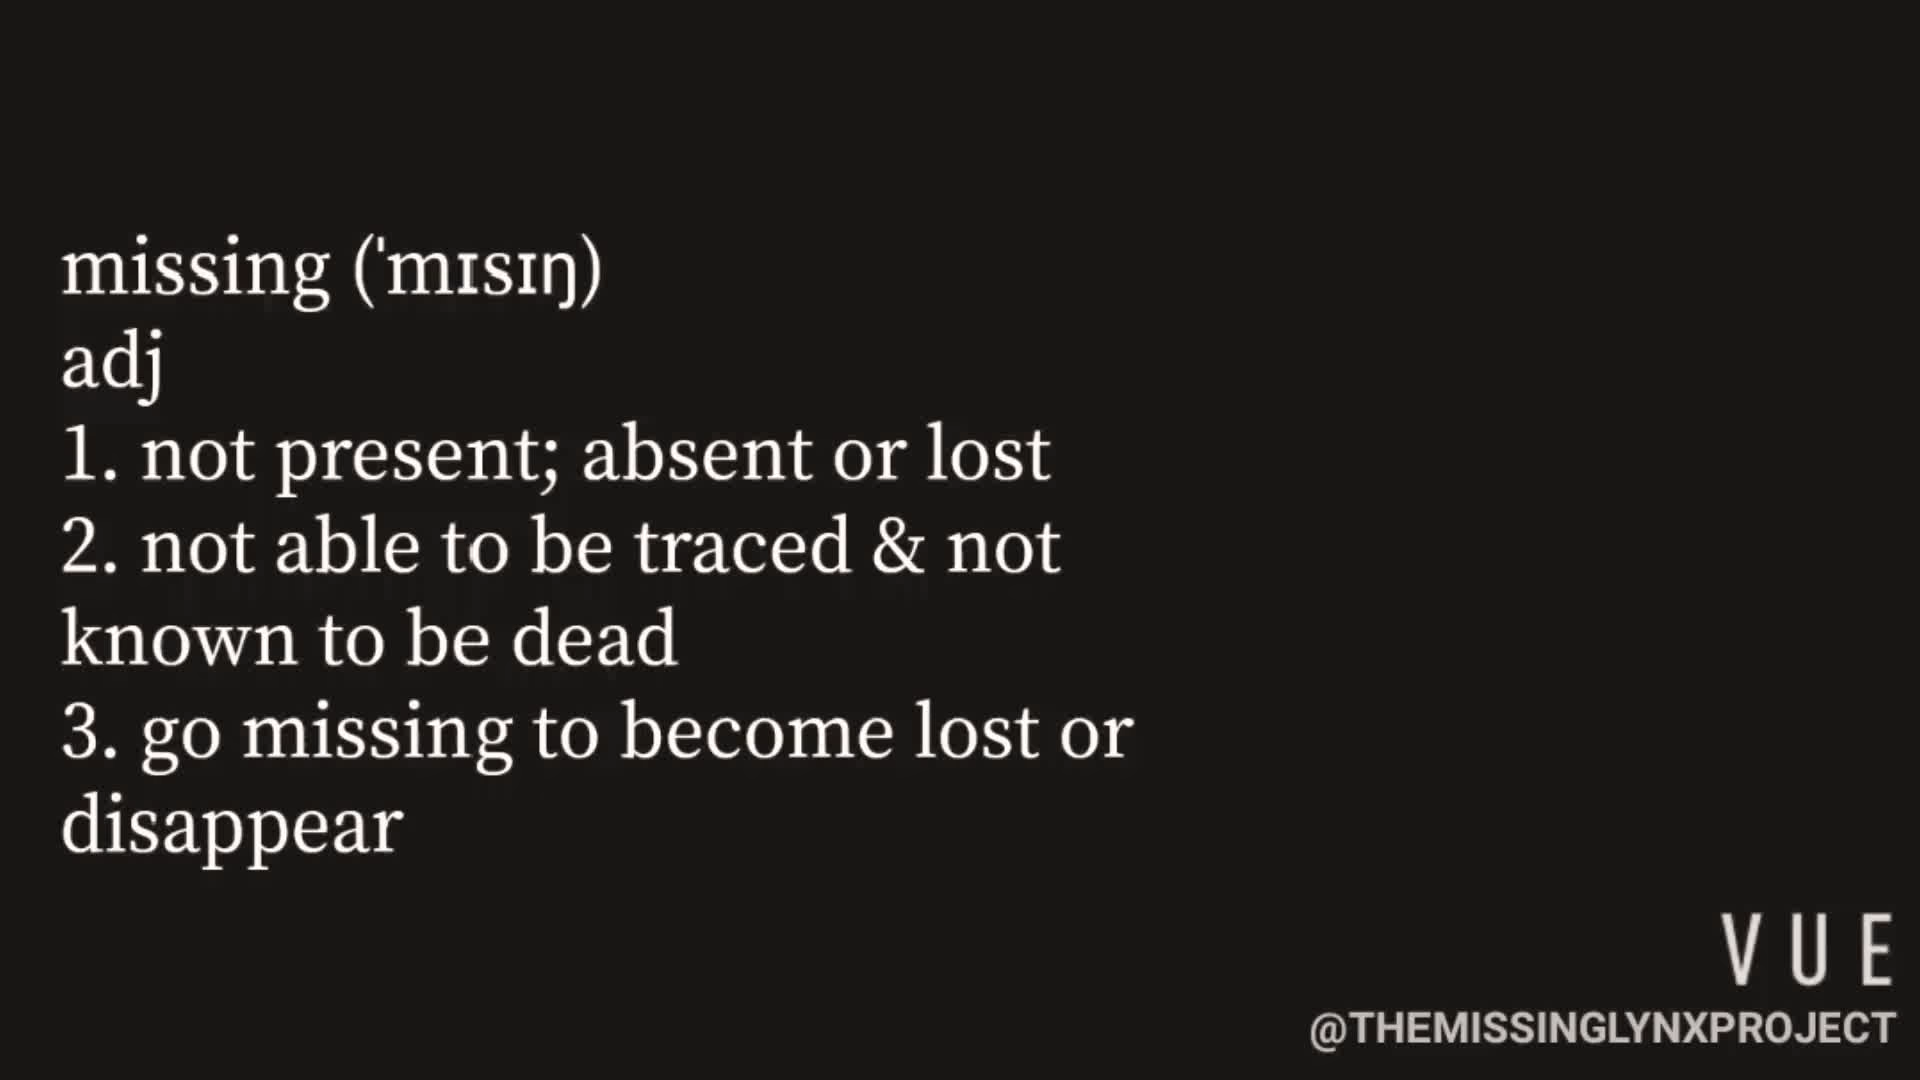 missing (ˈmɪsɪŋ)
adj
1. not present; absent or lost
2. not able to be traced & not
known to be dead
3. go missing to become lost or
disappear
VUE
@THEMISSINGLYNXPROJECT